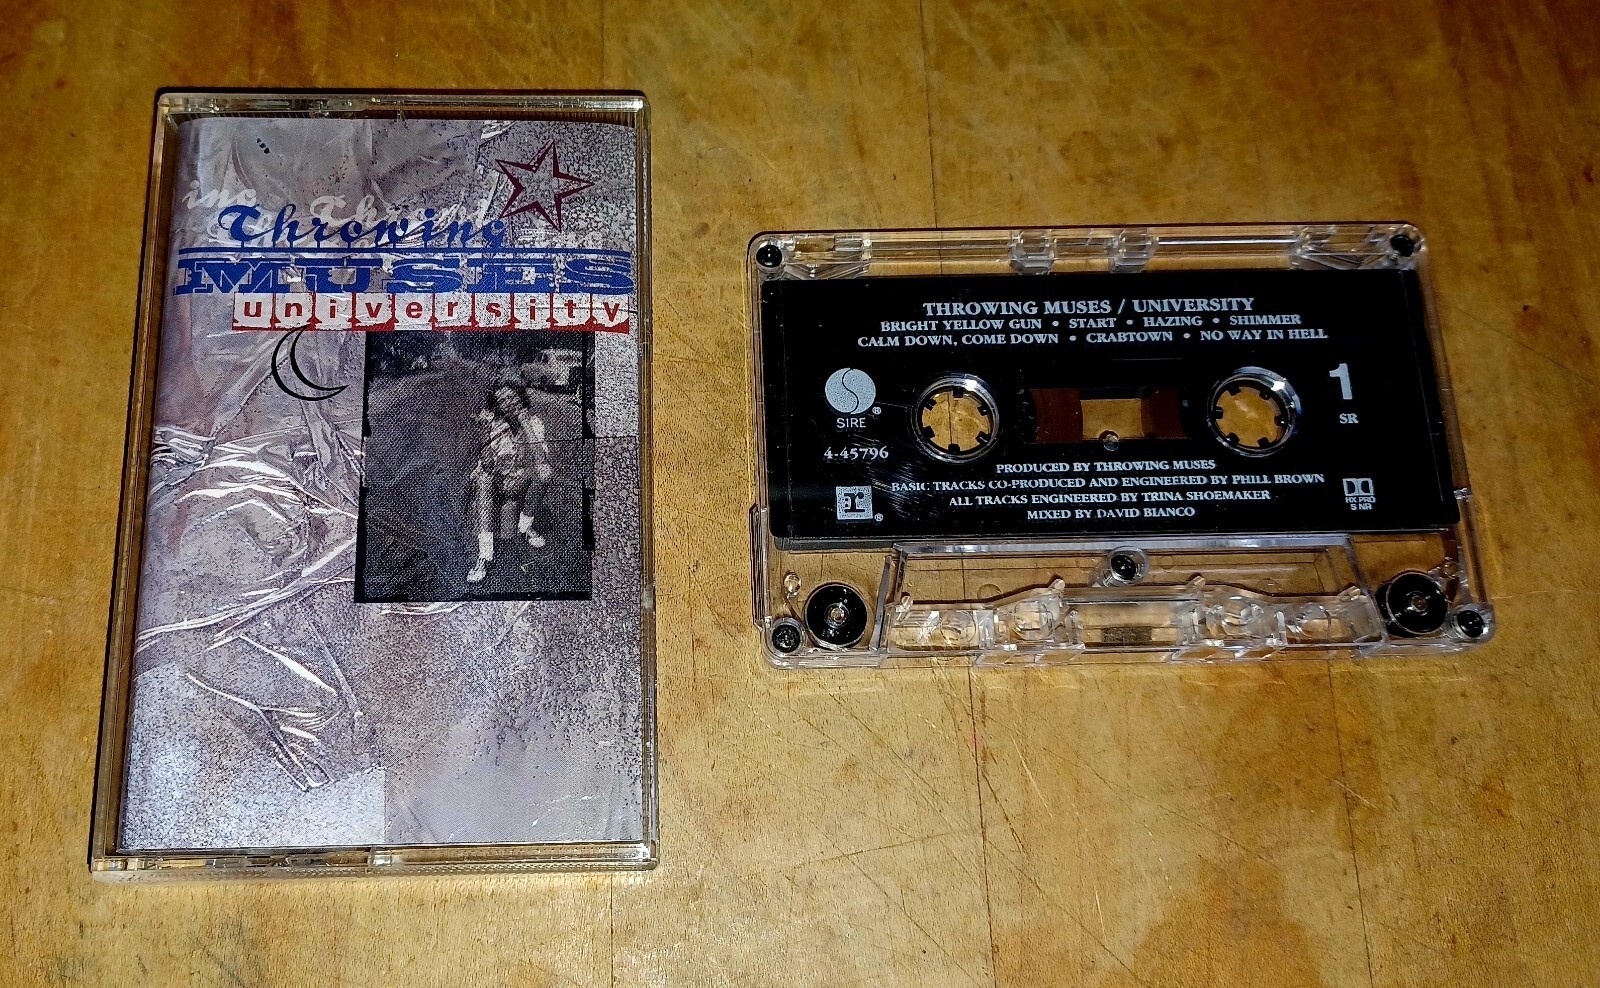 Throwing
MUSES
university
THROWING MUSES / UNIVERSITY
BRIGHT YELLOW GUN • START • HAZING • SHIMMER
CALM DOWN, COME DOWN • CRABTOWN • NO WAY IN HELL
1
SR
SIRE ®
4-45796
PRODUCED BY THROWING MUSES
BASIC TRACKS CO-PRODUCED AND ENGINEERED BY PHILL BROWN
ALL TRACKS ENGINEERED BY TRINA SHOEMAKER
MIXED BY DAVID BIANCO
r ®
HX PRO